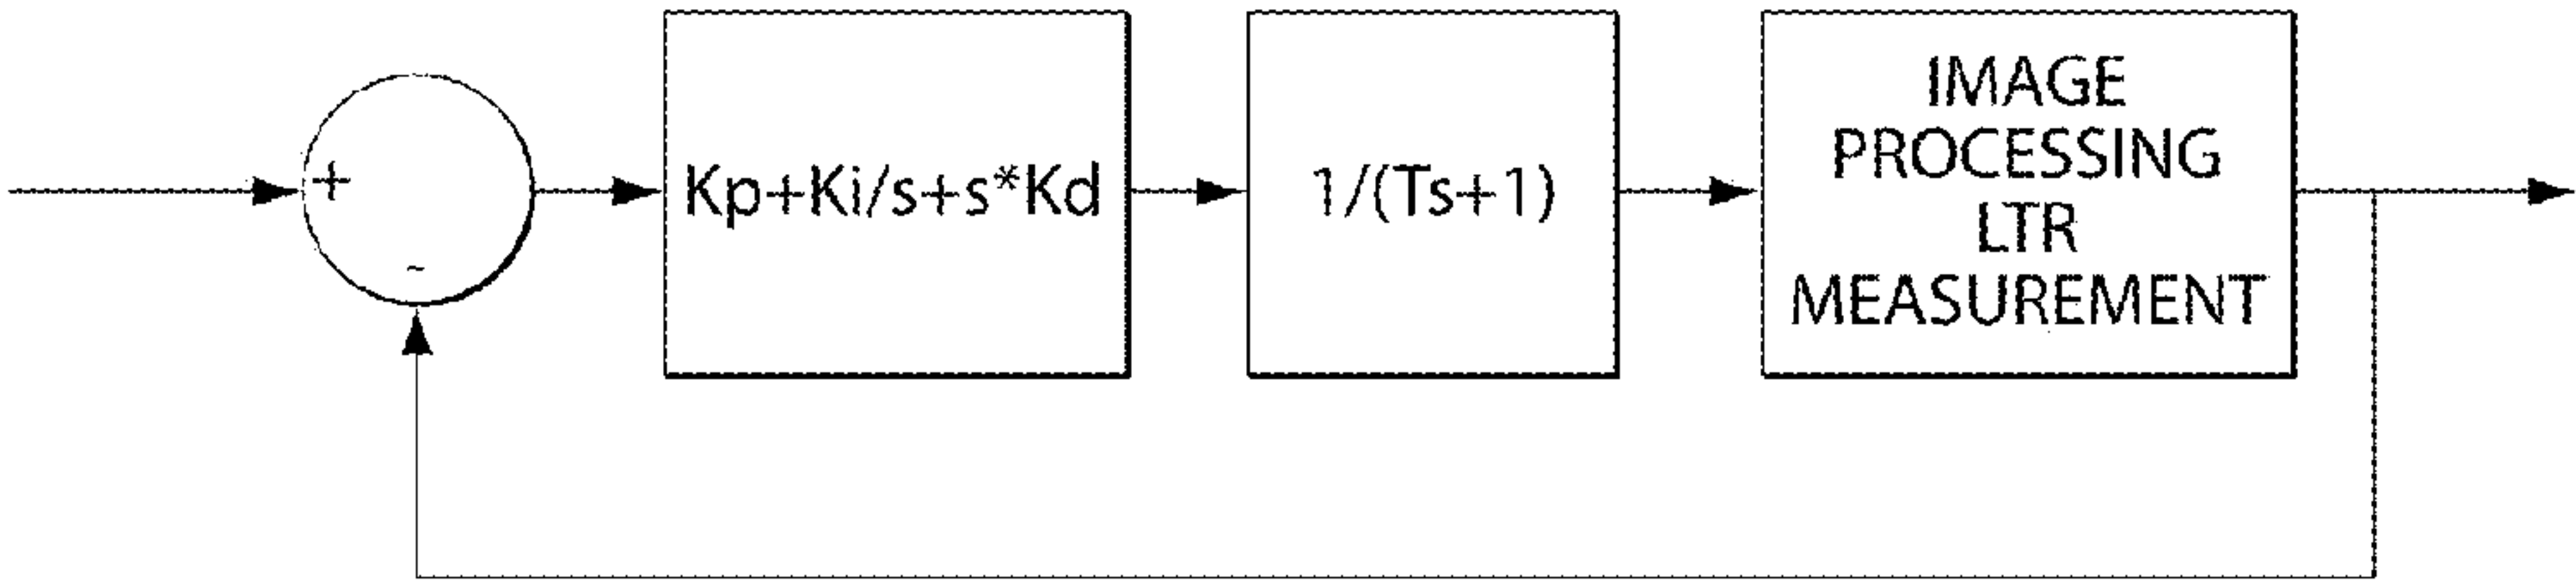 +
-
Kp+Ki/s+s*Kd
1/(Ts+1)
IMAGE
PROCESSING
LTR
MEASUREMENT